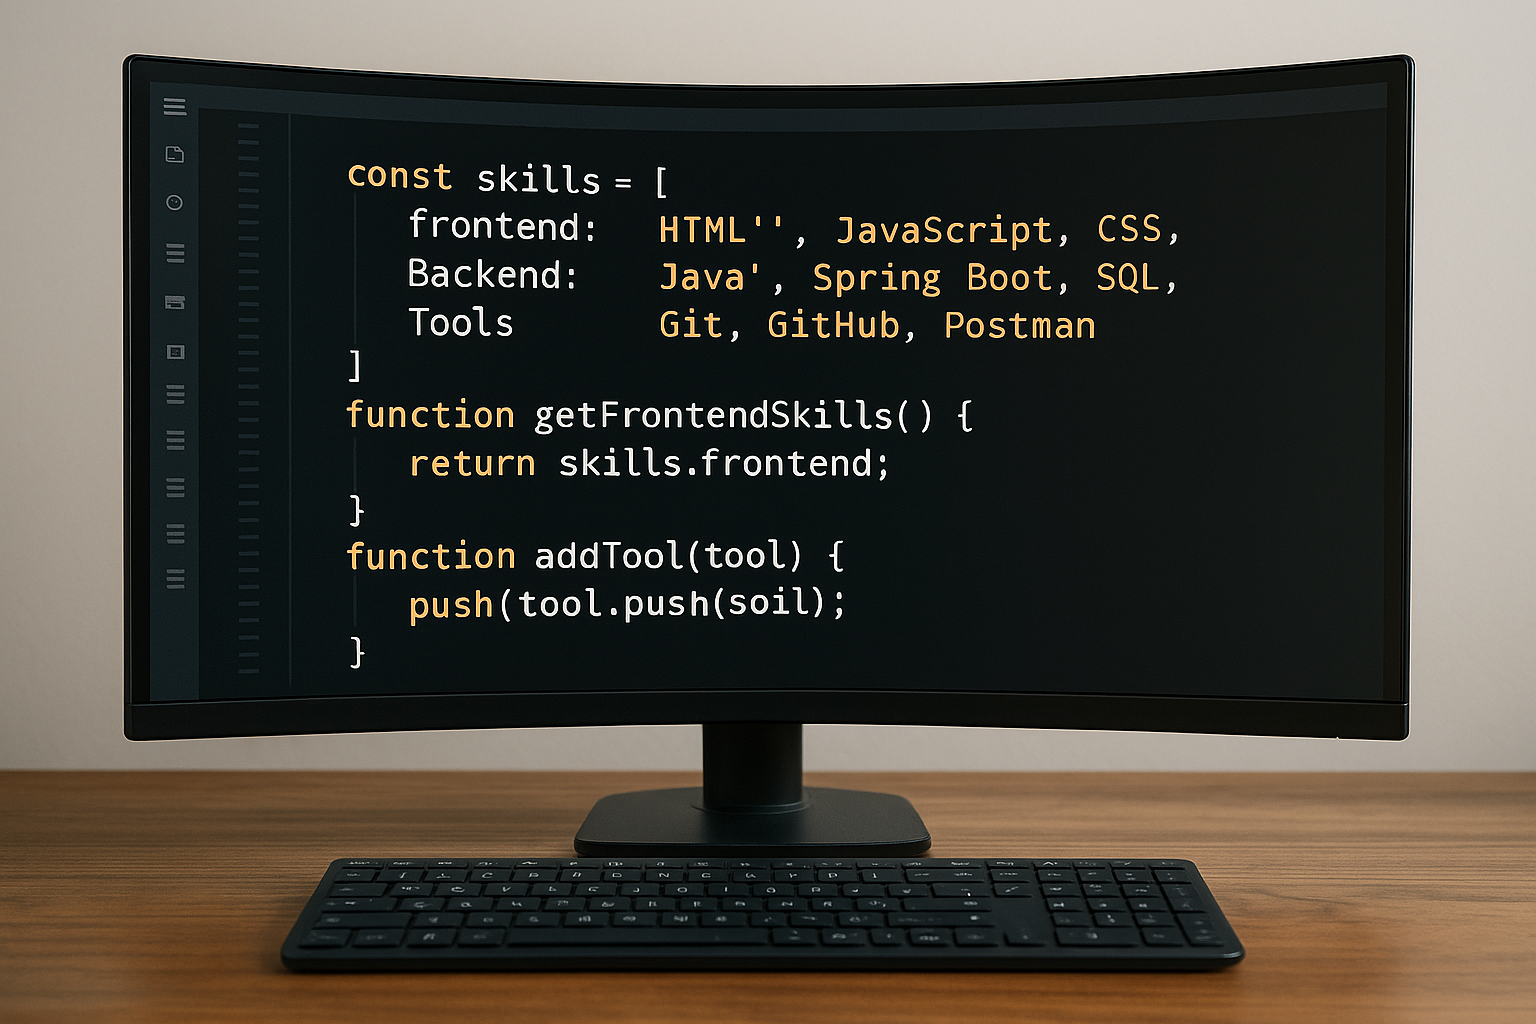 const skills = [
frontend: HTML'', JavaScript, CSS,
Backend: Java', Spring Boot, SQL,
Tools Git, GitHub, Postman
]
function getFrontendSkills() {
return skills.frontend;
}
function addTool(tool) {
push(tool.push(soil);
}